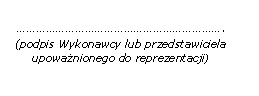 ……………………………………………………….
(podpis Wykonawcy lub przedstawiciela
upoważnionego do reprezentacji)